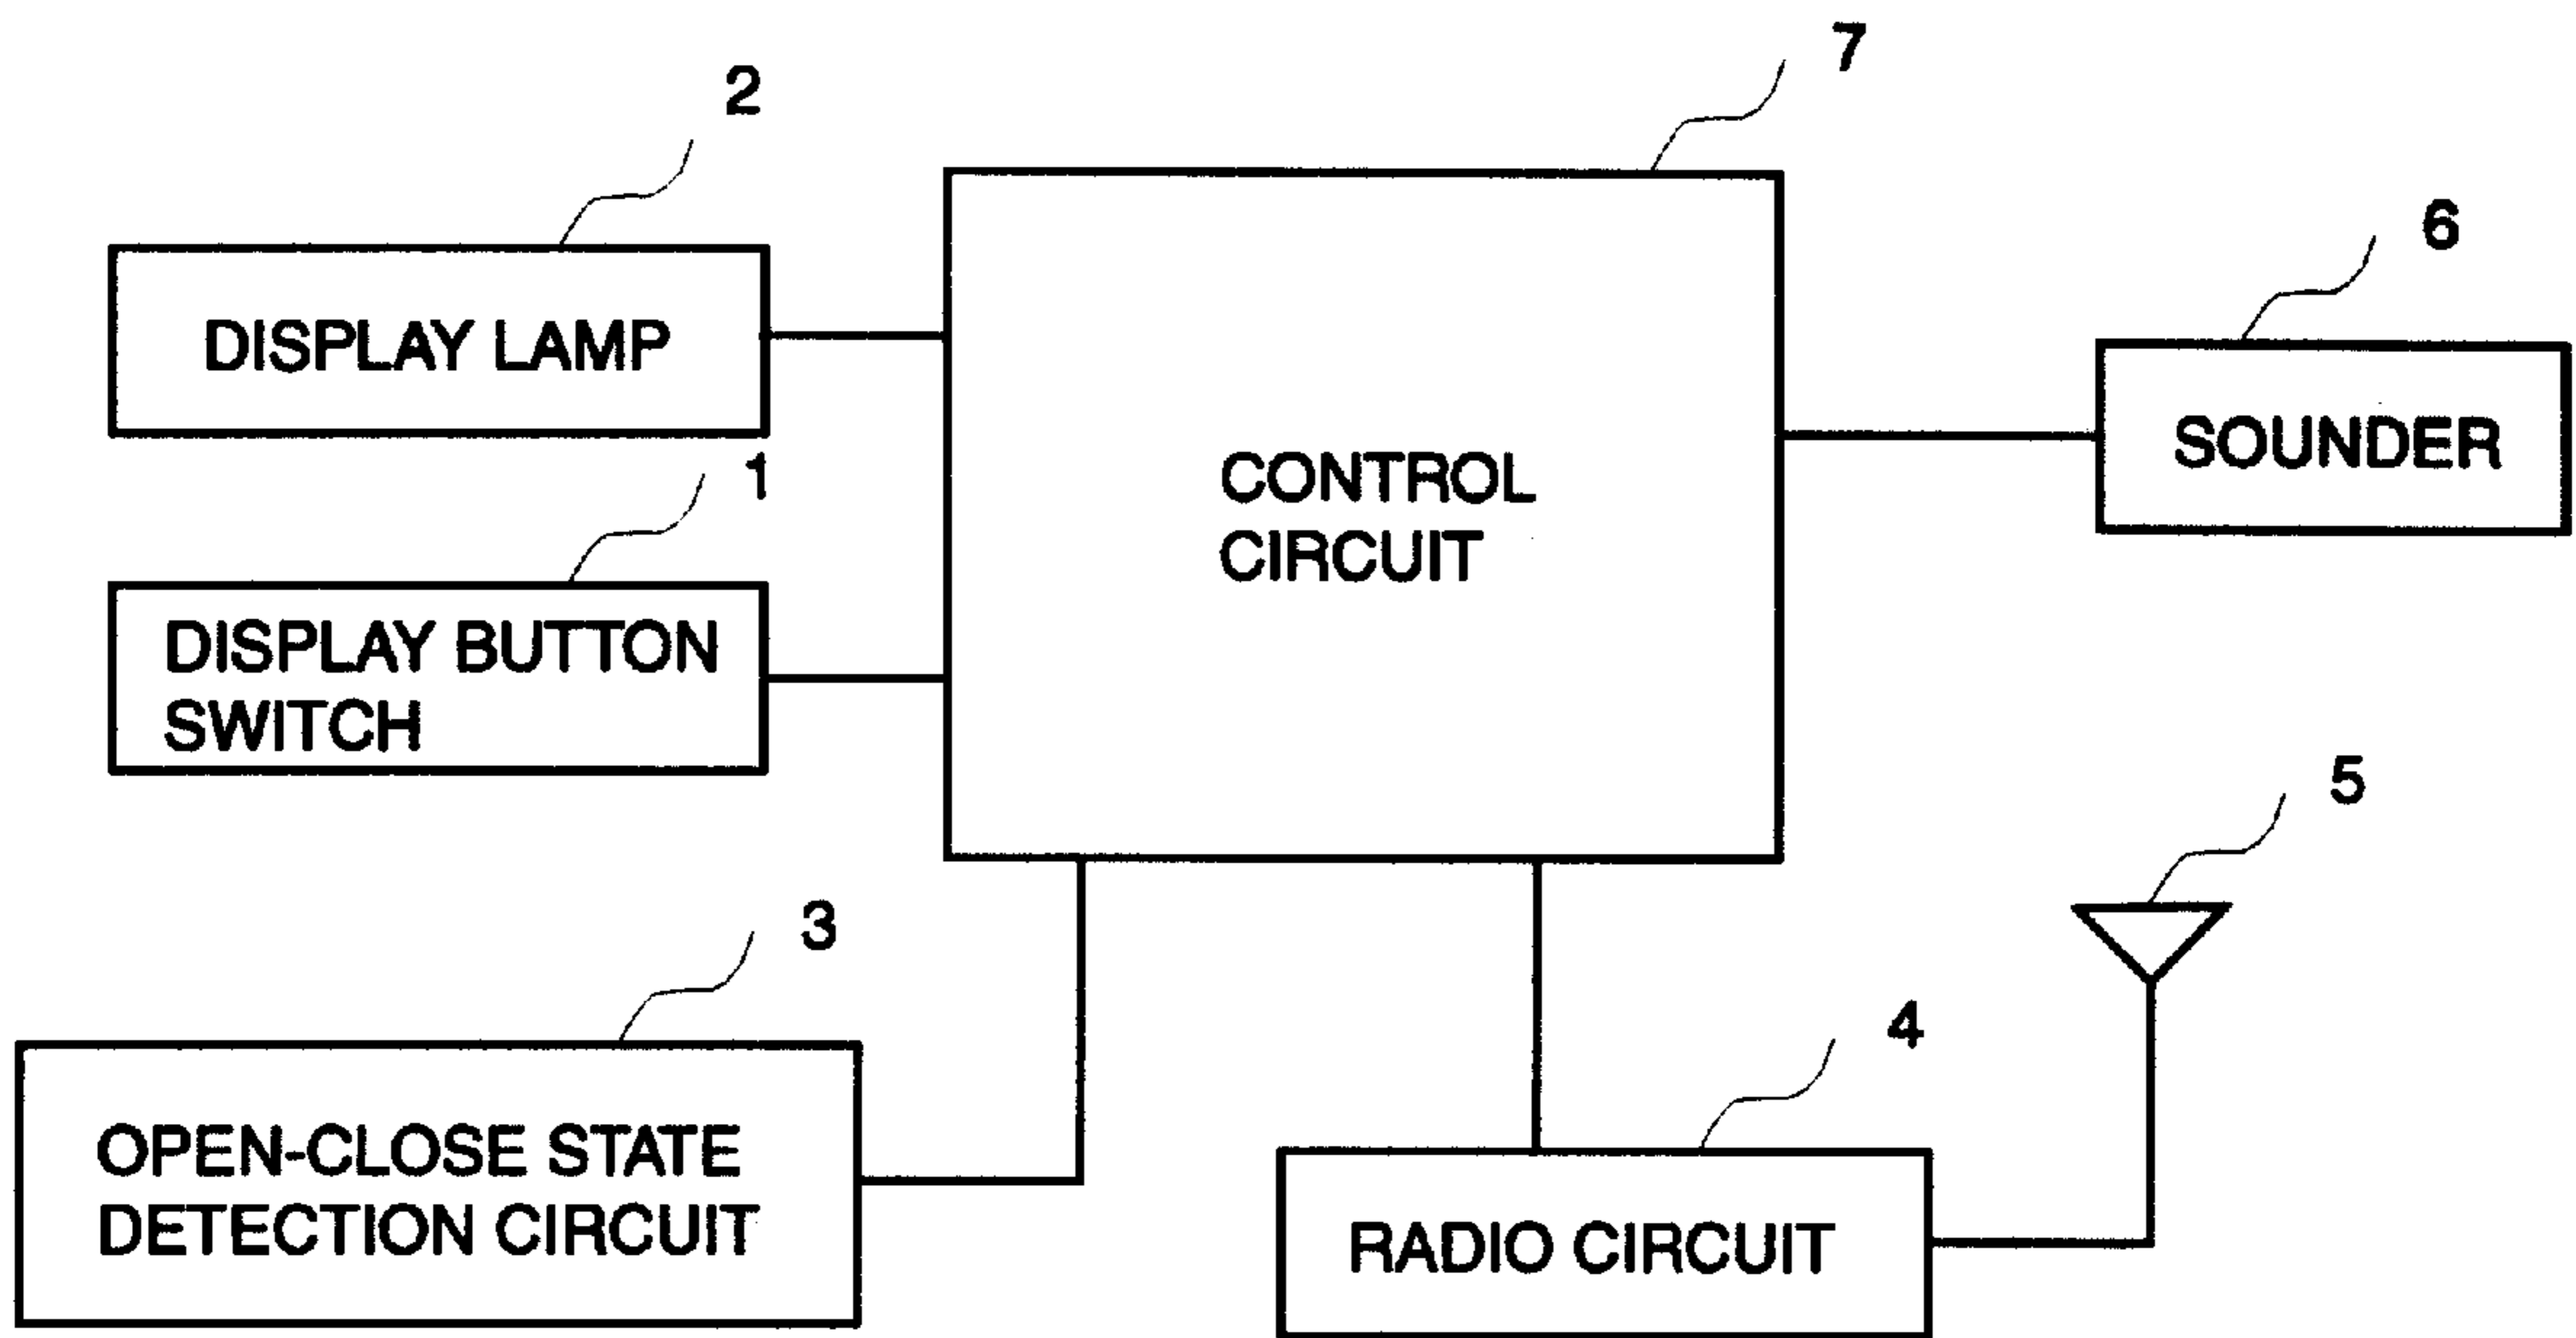 7
2
6
DISPLAY LAMP
SOUNDER
CONTROL
CIRCUIT
1
DISPLAY BUTTON
SWITCH
5
3
4
OPEN-CLOSE STATE
DETECTION CIRCUIT
RADIO CIRCUIT